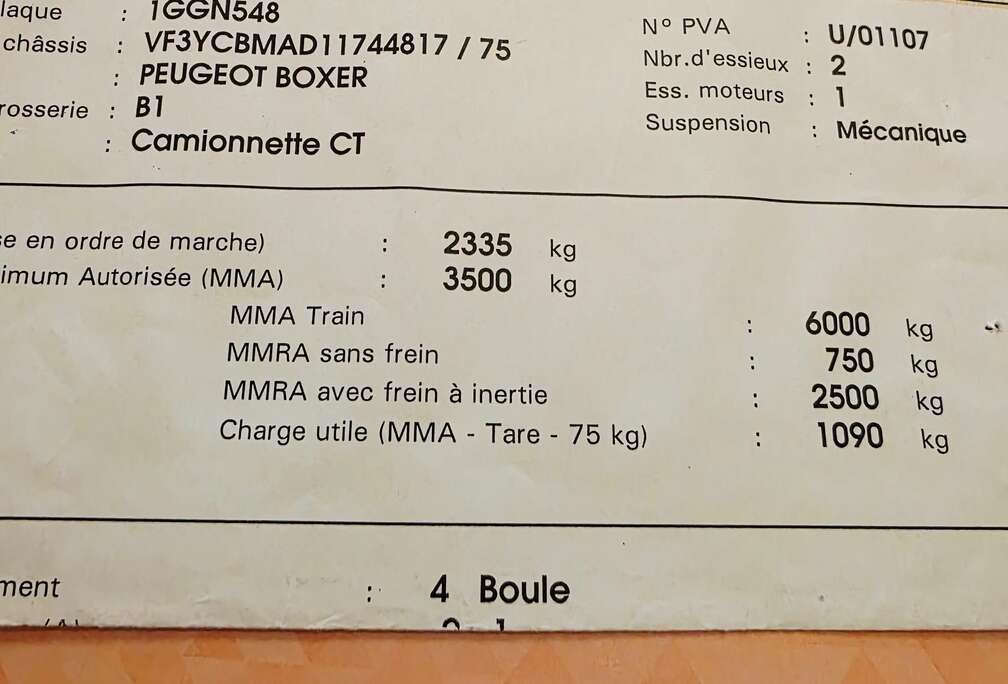 laque : 1GGN548
châssis : VF3YCBMAD11744817 / 75
: PEUGEOT BOXER
rosserie : B1
: Camionnette CT
N° PVA : U/01107
Nbr.d'essieux : 2
Ess. moteurs : 1
Suspension : Mécanique
se en ordre de marche) : 2335 kg
imum Autorisée (MMA) : 3500 kg
MMA Train : 6000 kg
MMRA sans frein : 750 kg
MMRA avec frein à inertie : 2500 kg
Charge utile (MMA - Tare - 75 kg) : 1090 kg
ment : 4 Boule